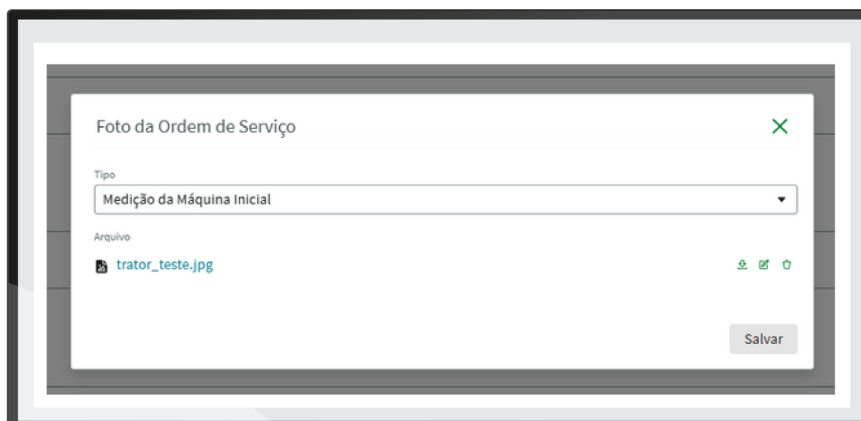 Foto da Ordem de Serviço
Tipo
Medição da Máquina Inicial
Arquivo
trator_teste.jpg
Salvar